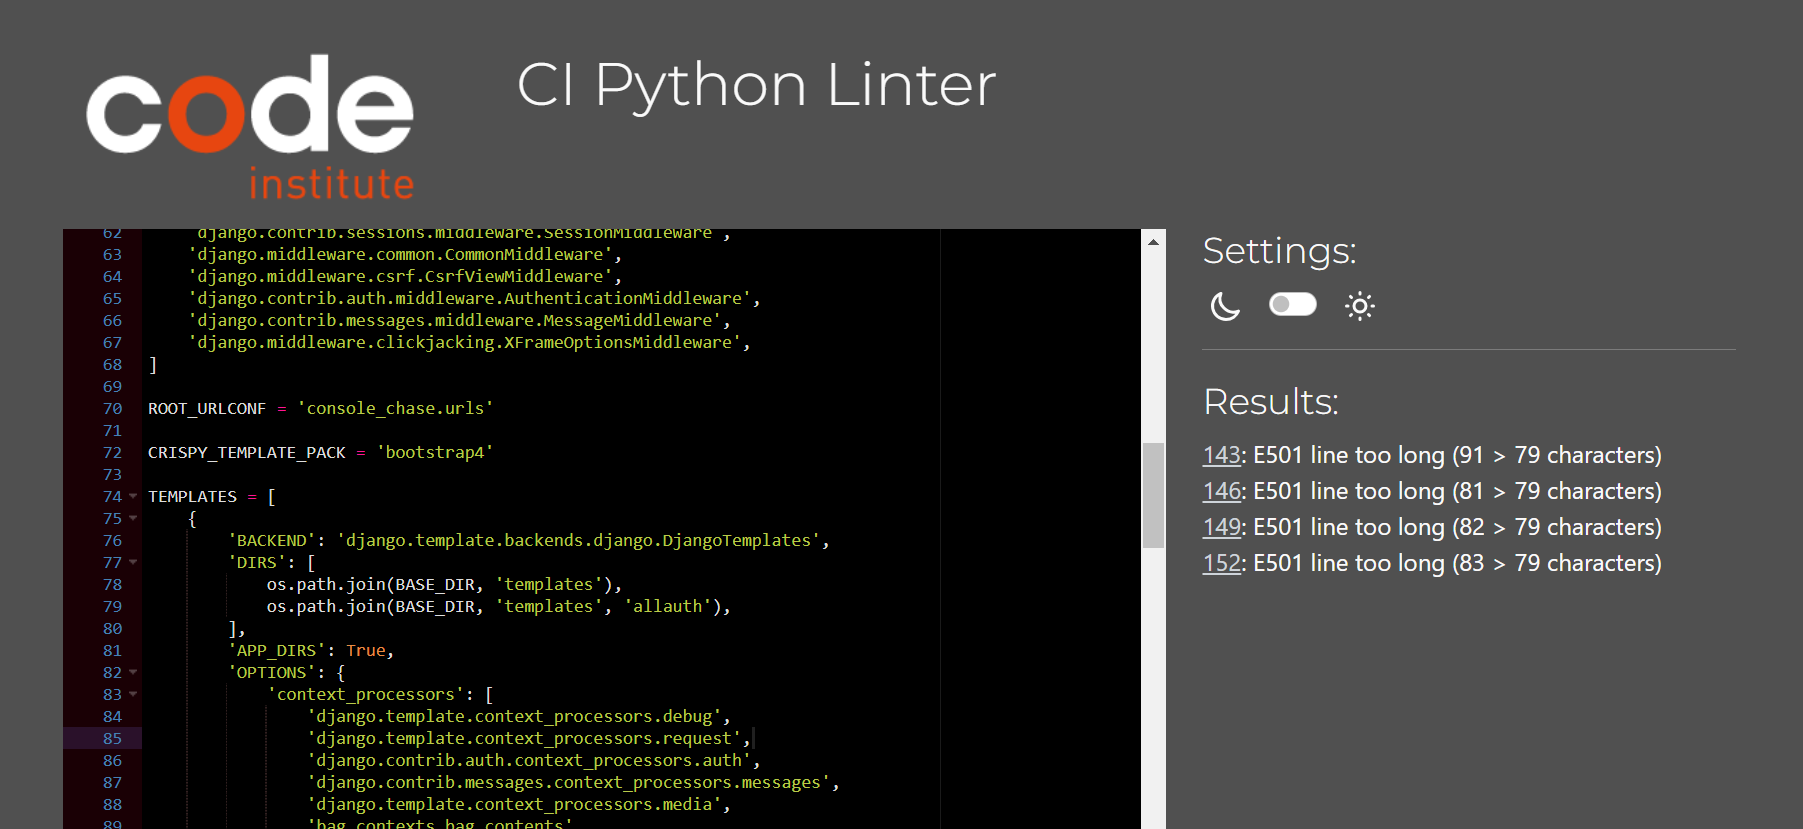 code
institute
CI Python Linter
62 'django.contrib.sessions.middleware.SessionMiddleware',
63 'django.middleware.common.CommonMiddleware',
64 'django.middleware.csrf.CsrfViewMiddleware',
65 'django.contrib.auth.middleware.AuthenticationMiddleware',
66 'django.contrib.messages.middleware.MessageMiddleware',
67 'django.middleware.clickjacking.XFrameOptionsMiddleware',
68 ]
69
70 ROOT_URLCONF = 'console_chase.urls'
71
72 CRISPY_TEMPLATE_PACK = 'bootstrap4'
73
74 TEMPLATES = [
75 {
76 'BACKEND': 'django.template.backends.django.DjangoTemplates',
77 'DIRS': [
78 os.path.join(BASE_DIR, 'templates'),
79 os.path.join(BASE_DIR, 'templates', 'allauth'),
80 ],
81 'APP_DIRS': True,
82 'OPTIONS': {
83 'context_processors': [
84 'django.template.context_processors.debug',
85 'django.template.context_processors.request',
86 'django.contrib.auth.context_processors.auth',
87 'django.contrib.messages.context_processors.messages',
88 'django.template.context_processors.media',
89 'bag.contexts.bag_contents'
Settings:
Results:
143: E501 line too long (91 > 79 characters)
146: E501 line too long (81 > 79 characters)
149: E501 line too long (82 > 79 characters)
152: E501 line too long (83 > 79 characters)